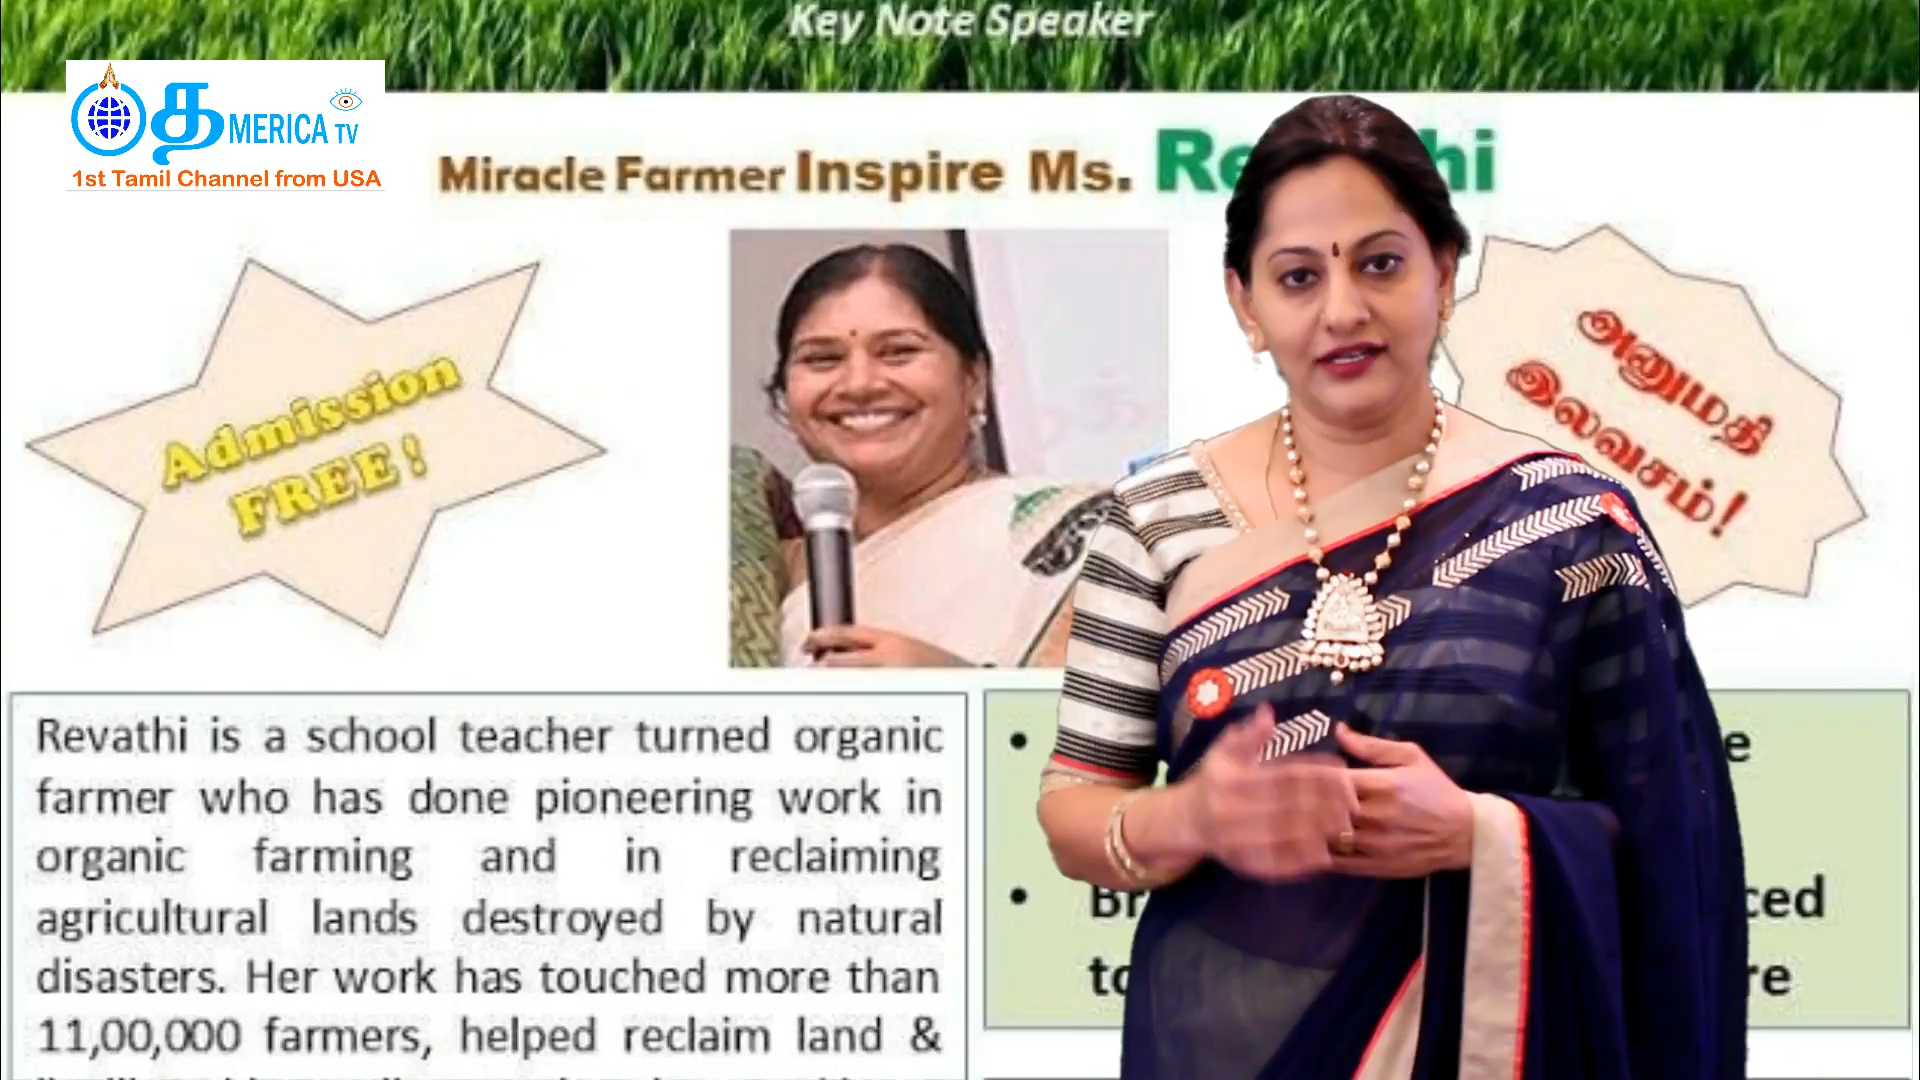 Key Note Speaker
தMERICA TV
1st Tamil Channel from USA
Miracle Farmer Inspire Ms.
Admission
FREE!
அனுமதி
இலவசம்!
Revathi is a school teacher turned organic
farmer who has done pioneering work in
organic farming and in reclaiming
agricultural lands destroyed by natural
disasters. Her work has touched more than
11,00,000 farmers, helped reclaim land &